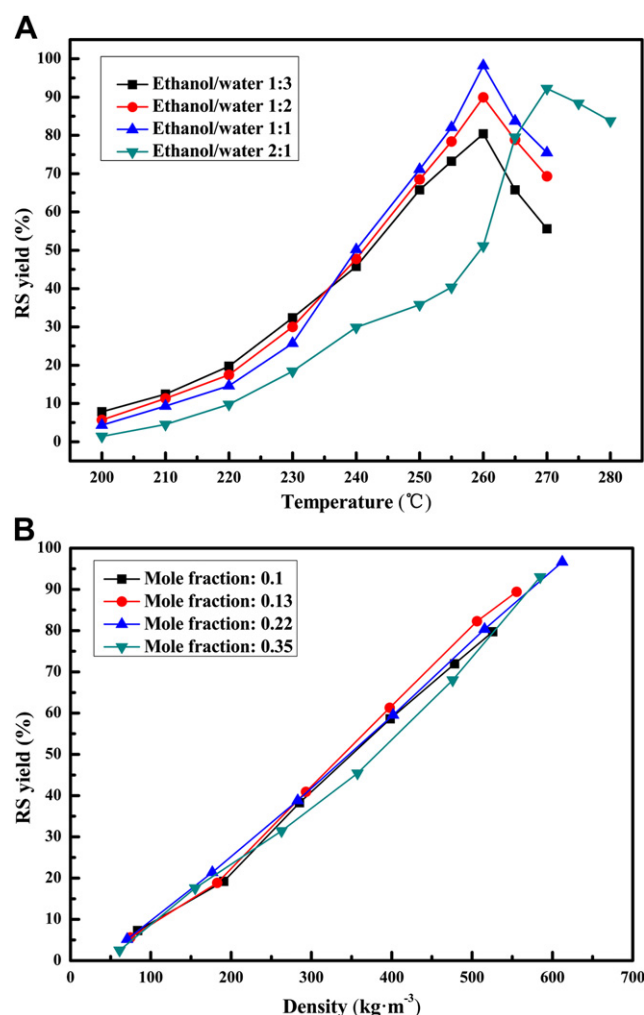 A
RS yield (%)
100
90
80
70
60
50
40
30
20
10
0
Ethanol/water 1:3
Ethanol/water 1:2
Ethanol/water 1:1
Ethanol/water 2:1
200 210 220 230 240 250 260 270 280
Temperature (℃)
B
RS yield (%)
100
90
80
70
60
50
40
30
20
10
0
Mole fraction: 0.1
Mole fraction: 0.13
Mole fraction: 0.22
Mole fraction: 0.35
0 100 200 300 400 500 600 700
Density (kg·m⁻³)